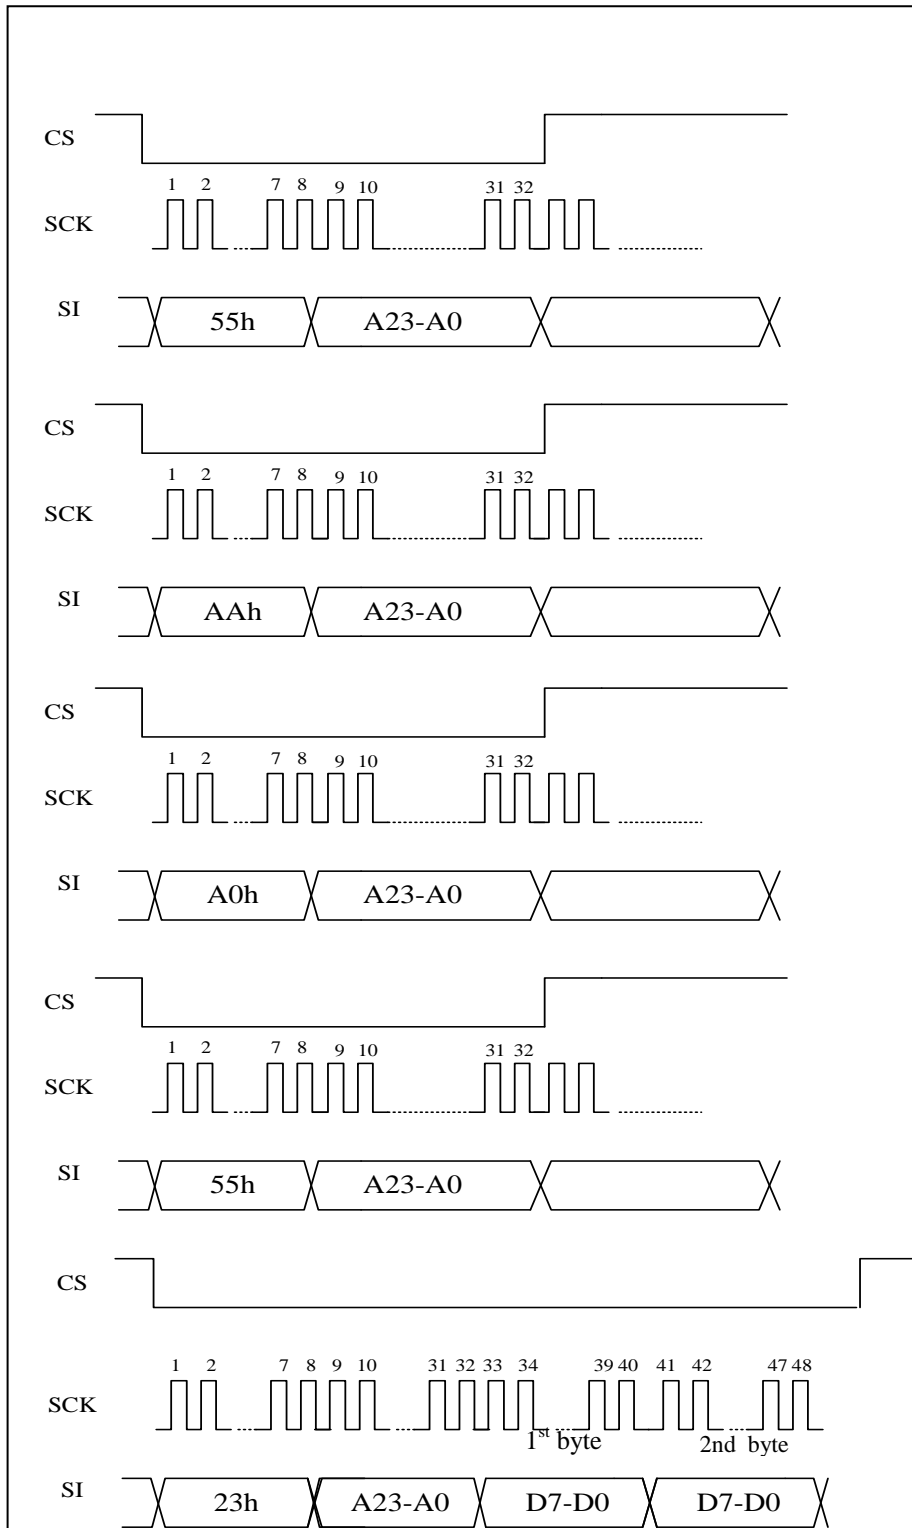 CS
1 2 7 8 9 10 31 32
SCK
SI 55h A23-A0
CS
1 2 7 8 9 10 31 32
SCK
SI AAh A23-A0
CS
1 2 7 8 9 10 31 32
SCK
SI A0h A23-A0
CS
1 2 7 8 9 10 31 32
SCK
SI 55h A23-A0
CS
1 2 7 8 9 10 31 32 33 34 39 40 41 42 47 48
SCK
1st byte 2nd byte
SI 23h A23-A0 D7-D0 D7-D0